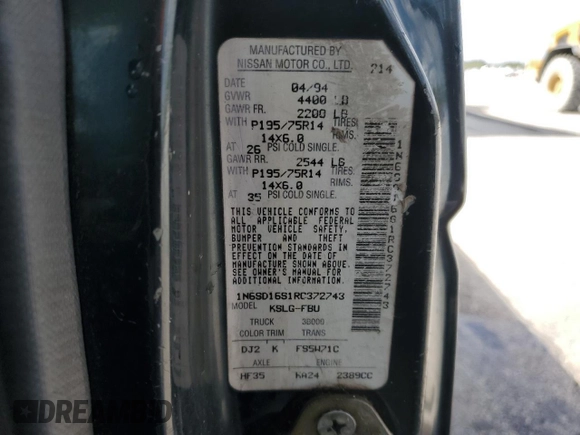 MANUFACTURED BY
NISSAN MOTOR CO., LTD. 714
DATE 04/94
GVWR 4400 LB
GAWR FR. 2200 LB
WITH P195/75R14 TIRES
14X6.0 RIMS.
AT 26 PSI COLD SINGLE.
GAWR RR. 2544 LB
WITH P195/75R14 TIRES
14X6.0 RIMS.
AT 35 PSI COLD SINGLE.
THIS VEHICLE CONFORMS TO
ALL APPLICABLE FEDERAL
MOTOR VEHICLE SAFETY,
BUMPER AND THEFT
PREVENTION STANDARDS IN
EFFECT ON THE DATE OF
MANUFACTURE SHOWN ABOVE.
SEE OWNER'S MANUAL FOR
ADDITIONAL INFORMATION.
1N6SD16S1RC372743
MODEL KSLG-FBU
TRUCK 30000
COLOR TRIM TRANS
DJ2 K FS5W71C
AXLE ENGINE
HF35 KA24 2389CC
1N6SD16S1RC372743
DREAMBID